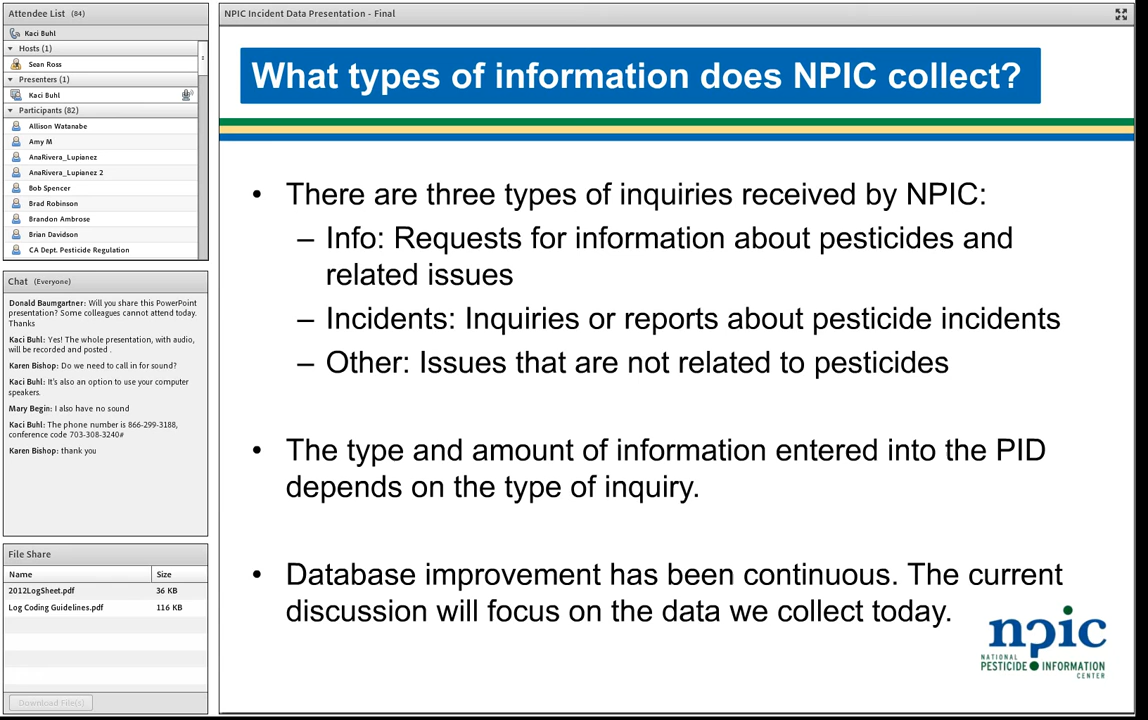 Attendee List (84)
Kaci Buhl
Hosts (1)
Sean Ross
Presenters (1)
Kaci Buhl
Participants (82)
Allison Watanabe
Amy M
AnaRivera_Lupianez
AnaRivera_Lupianez 2
Bob Spencer
Brad Robinson
Brandon Ambrose
Brian Davidson
CA Dept. Pesticide Regulation
Chat (Everyone)
Donald Baumgartner: Will you share this PowerPoint
presentation? Some colleagues cannot attend today.
Thanks
Kaci Buhl: Yes! The whole presentation, with audio,
will be recorded and posted .
Karen Bishop: Do we need to call in for sound?
Kaci Buhl: It's also an option to use your computer
speakers.
Mary Begin: I also have no sound
Kaci Buhl: The phone number is 866-299-3188,
conference code 703-308-3240#
Karen Bishop: thank you
File Share
Name Size
2012LogSheet.pdf 36 KB
Log Coding Guidelines.pdf 116 KB
Download File(s)
NPIC Incident Data Presentation - Final
What types of information does NPIC collect?
• There are three types of inquiries received by NPIC:
– Info: Requests for information about pesticides and
related issues
– Incidents: Inquiries or reports about pesticide incidents
– Other: Issues that are not related to pesticides
• The type and amount of information entered into the PID
depends on the type of inquiry.
• Database improvement has been continuous. The current
discussion will focus on the data we collect today.
npic
NATIONAL
PESTICIDE INFORMATION
CENTER